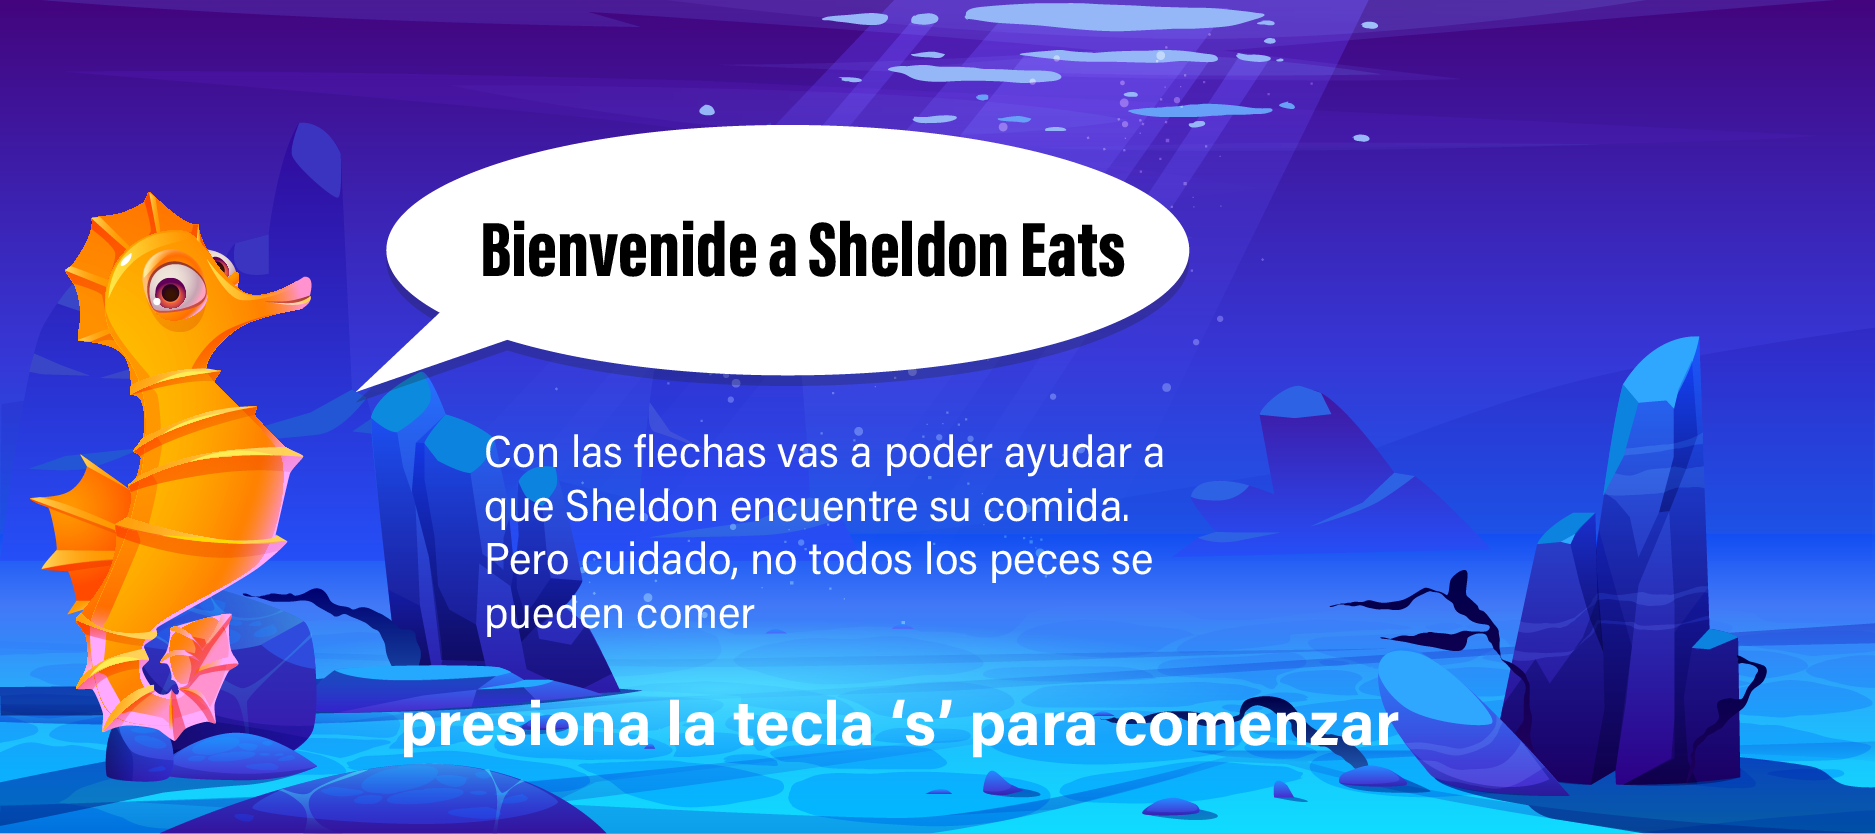 Bienvenide a Sheldon Eats
Con las flechas vas a poder ayudar a
que Sheldon encuentre su comida.
Pero cuidado, no todos los peces se
pueden comer
presiona la tecla ‘s’ para comenzar